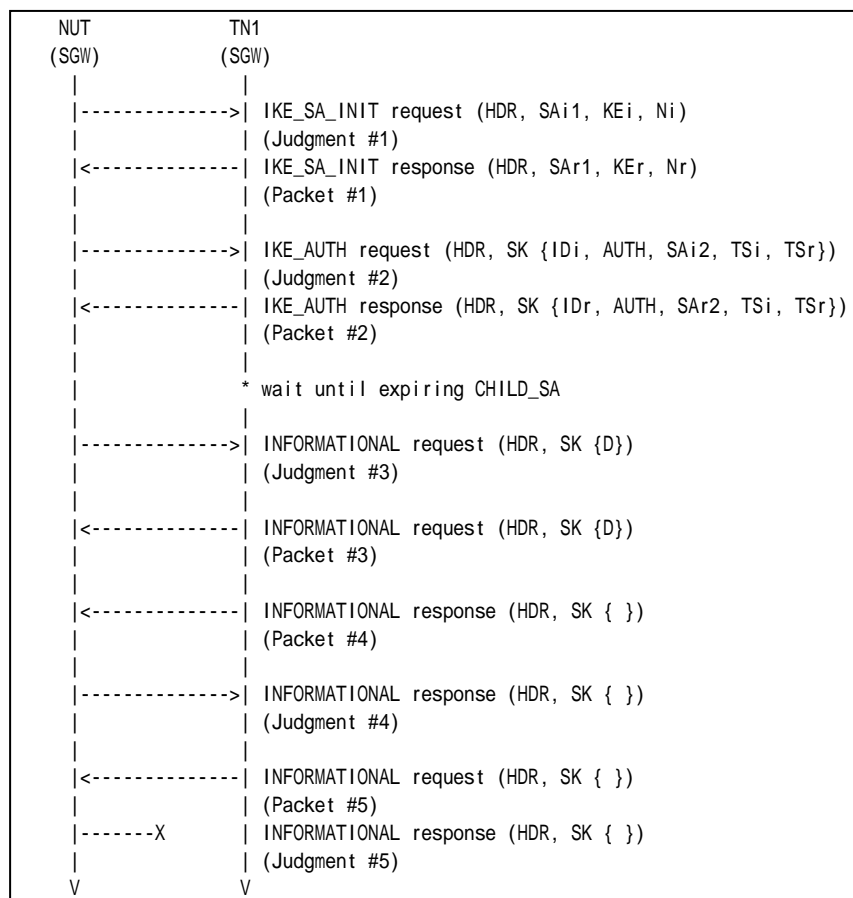 NUT TN1
(SGW) (SGW)
| |
|-------------->| IKE_SA_INIT request (HDR, SAi1, KEi, Ni)
| | (Judgment #1)
|<--------------| IKE_SA_INIT response (HDR, SAr1, KEr, Nr)
| | (Packet #1)
| |
|-------------->| IKE_AUTH request (HDR, SK {IDi, AUTH, SAi2, TSi, TSr})
| | (Judgment #2)
|<--------------| IKE_AUTH response (HDR, SK {IDr, AUTH, SAr2, TSi, TSr})
| | (Packet #2)
| |
| * wait until expiring CHILD_SA
| |
|-------------->| INFORMATIONAL request (HDR, SK {D})
| | (Judgment #3)
| |
|<--------------| INFORMATIONAL request (HDR, SK {D})
| | (Packet #3)
| |
|<--------------| INFORMATIONAL response (HDR, SK { })
| | (Packet #4)
| |
|-------------->| INFORMATIONAL response (HDR, SK { })
| | (Judgment #4)
| |
|<--------------| INFORMATIONAL request (HDR, SK { })
| | (Packet #5)
|-------X | INFORMATIONAL response (HDR, SK { })
| | (Judgment #5)
V V